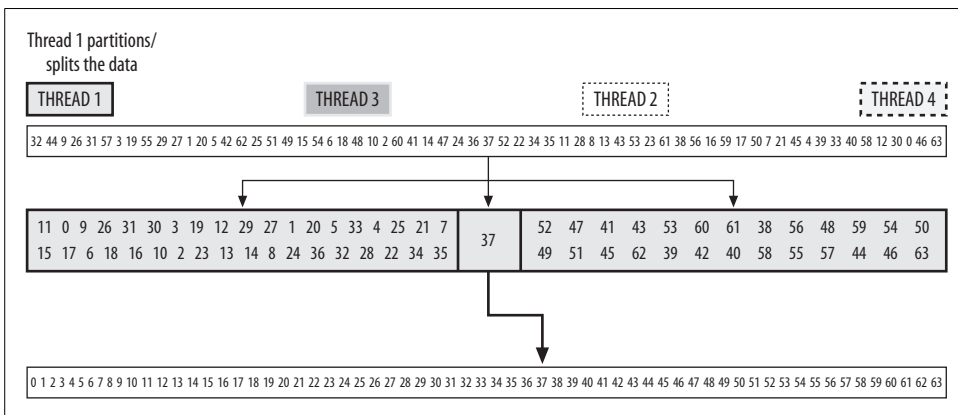 Thread 1 partitions/
splits the data
THREAD 1 THREAD 3 THREAD 2 THREAD 4
32 44 9 26 31 57 3 19 55 29 27 1 20 5 42 62 25 51 49 15 54 6 18 48 10 2 60 41 14 47 24 36 37 52 22 34 35 11 28 8 13 43 53 23 61 38 56 16 59 17 50 7 21 45 4 39 33 40 58 12 30 0 46 63
11 0 9 26 31 30 3 19 12 29 27 1 20 5 33 4 25 21 7
15 17 6 18 16 10 2 23 13 14 8 24 36 32 28 22 34 35
37
52 47 41 43 53 60 61 38 56 48 59 54 50
49 51 45 62 39 42 40 58 55 57 44 46 63
0 1 2 3 4 5 6 7 8 9 10 11 12 13 14 15 16 17 18 19 20 21 22 23 24 25 26 27 28 29 30 31 32 33 34 35 36 37 38 39 40 41 42 43 44 45 46 47 48 49 50 51 52 53 54 55 56 57 58 59 60 61 62 63